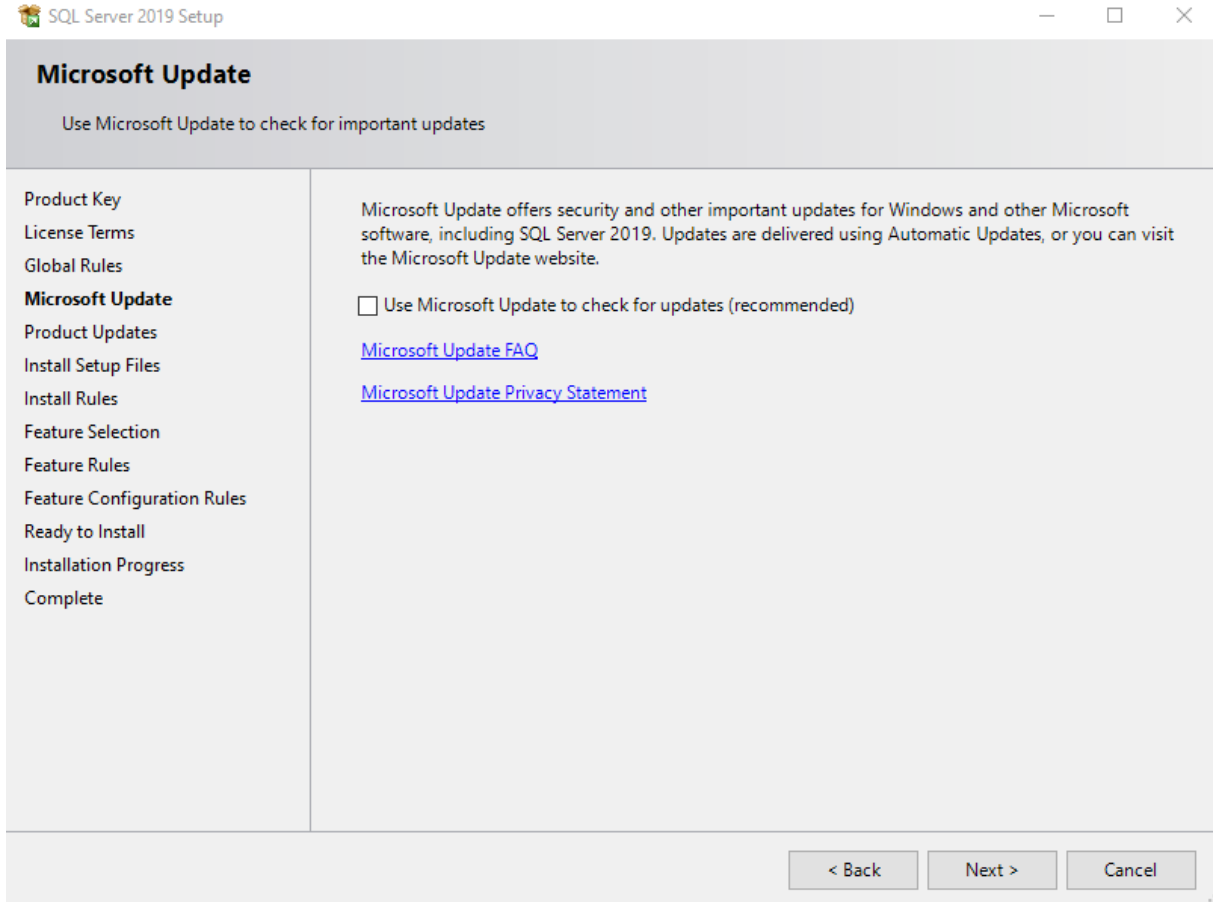 SQL Server 2019 Setup
Microsoft Update
Use Microsoft Update to check for important updates
Product Key
License Terms
Global Rules
Microsoft Update
Product Updates
Install Setup Files
Install Rules
Feature Selection
Feature Rules
Feature Configuration Rules
Ready to Install
Installation Progress
Complete
Microsoft Update offers security and other important updates for Windows and other Microsoft
software, including SQL Server 2019. Updates are delivered using Automatic Updates, or you can visit
the Microsoft Update website.
Use Microsoft Update to check for updates (recommended)
Microsoft Update FAQ
Microsoft Update Privacy Statement
< Back
Next >
Cancel